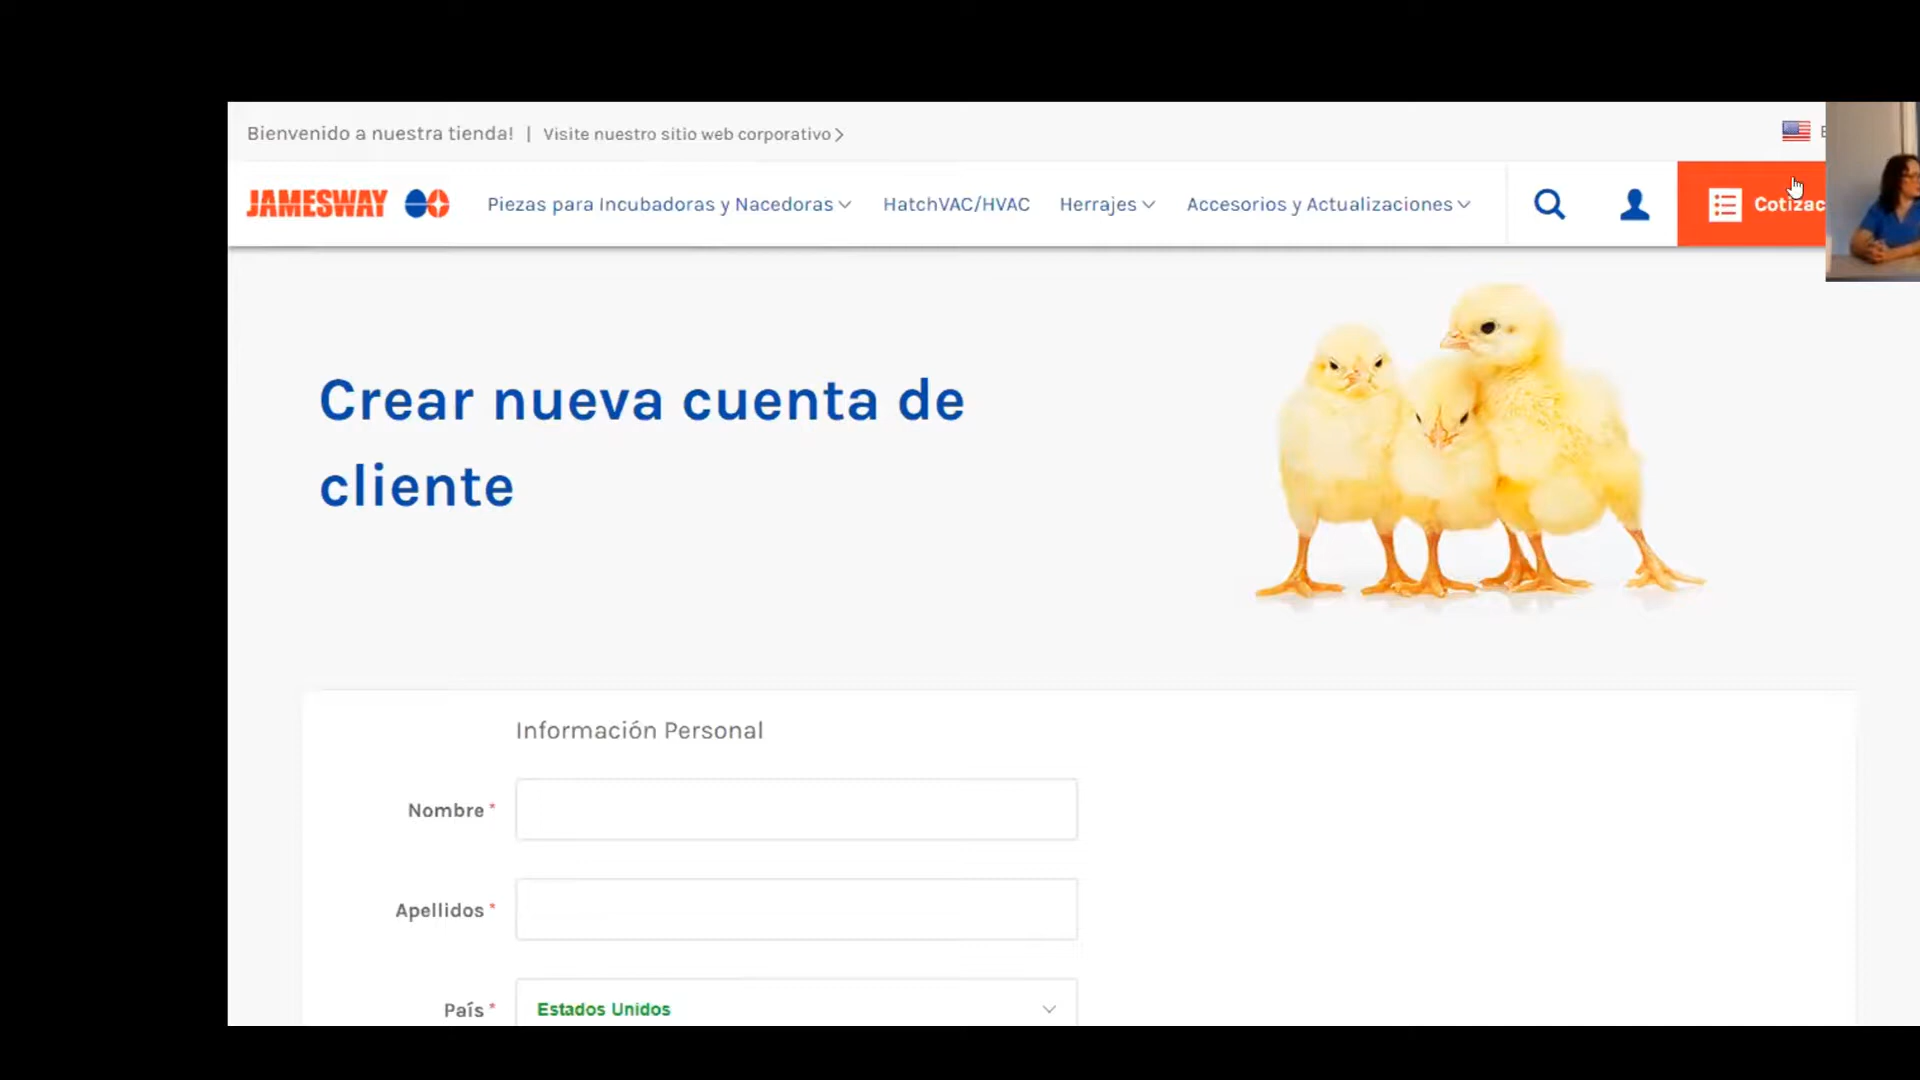 Bienvenido a nuestra tienda! | Visite nuestro sitio web corporativo
JAMESWAY Piezas para Incubadoras y Nacedoras HatchVAC/HVAC Herrajes Accesorios y Actualizaciones
Crear nueva cuenta de
cliente
Información Personal
Nombre *
Apellidos *
País * Estados Unidos